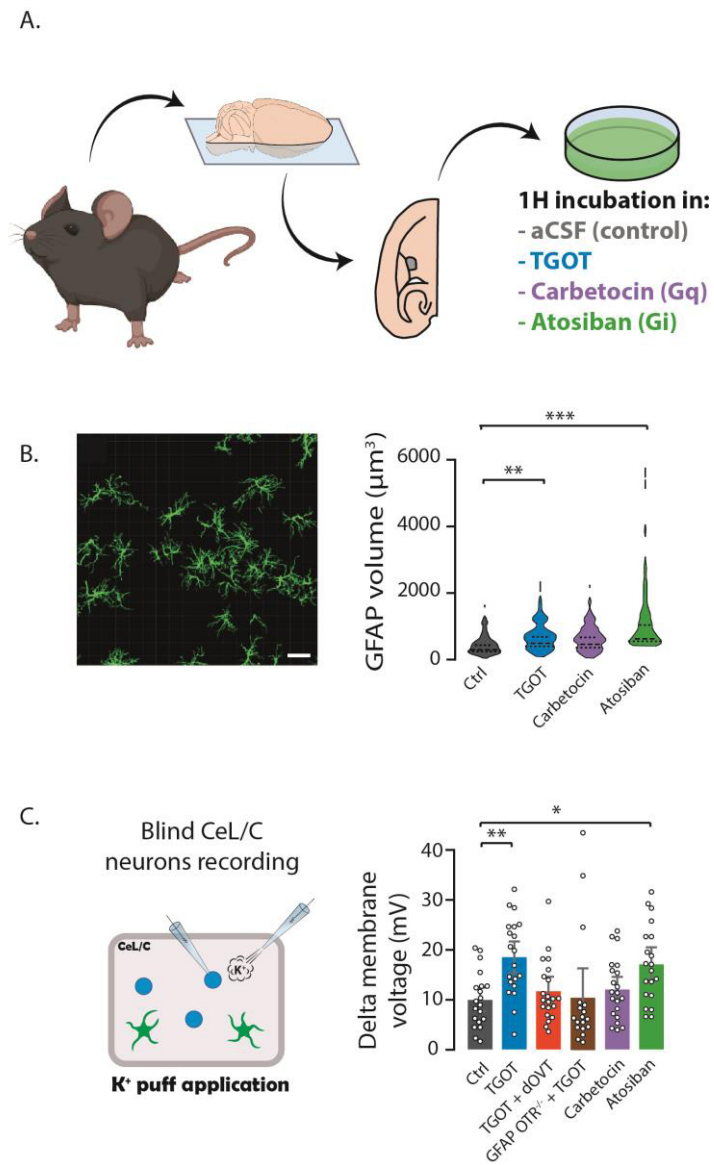 A.
1H incubation in:
- aCSF (control)
- TGOT
- Carbetocin (Gq)
- Atosiban (Gi)
B.
GFAP volume (µm³)
6000
4000
2000
0
**
***
Ctrl
TGOT
Carbetocin
Atosiban
C.
Blind CeL/C
neurons recording
CeL/C
K⁺
K⁺ puff application
Delta membrane
voltage (mV)
40
30
20
10
0
**
*
Ctrl
TGOT
TGOT + dOVT
GFAP OTR⁻/⁻ + TGOT
Carbetocin
Atosiban